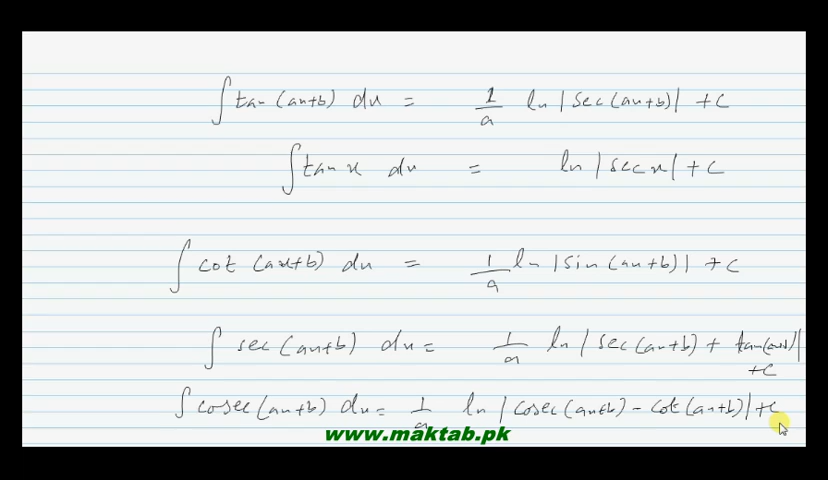 ∫ tan(ax+b) dx = 1/a ln |sec(ax+b)| + C
∫ tan x dx = ln |sec x| + C
∫ cot (ax+b) dx = 1/a ln |sin(ax+b)| + C
∫ sec(ax+b) dx = 1/a ln |sec(ax+b) + tan(ax+b)|
+C
∫ cosec(ax+b) dx = 1/a ln |cosec(ax+b) - cot(ax+b)| + C
www.maktab.pk